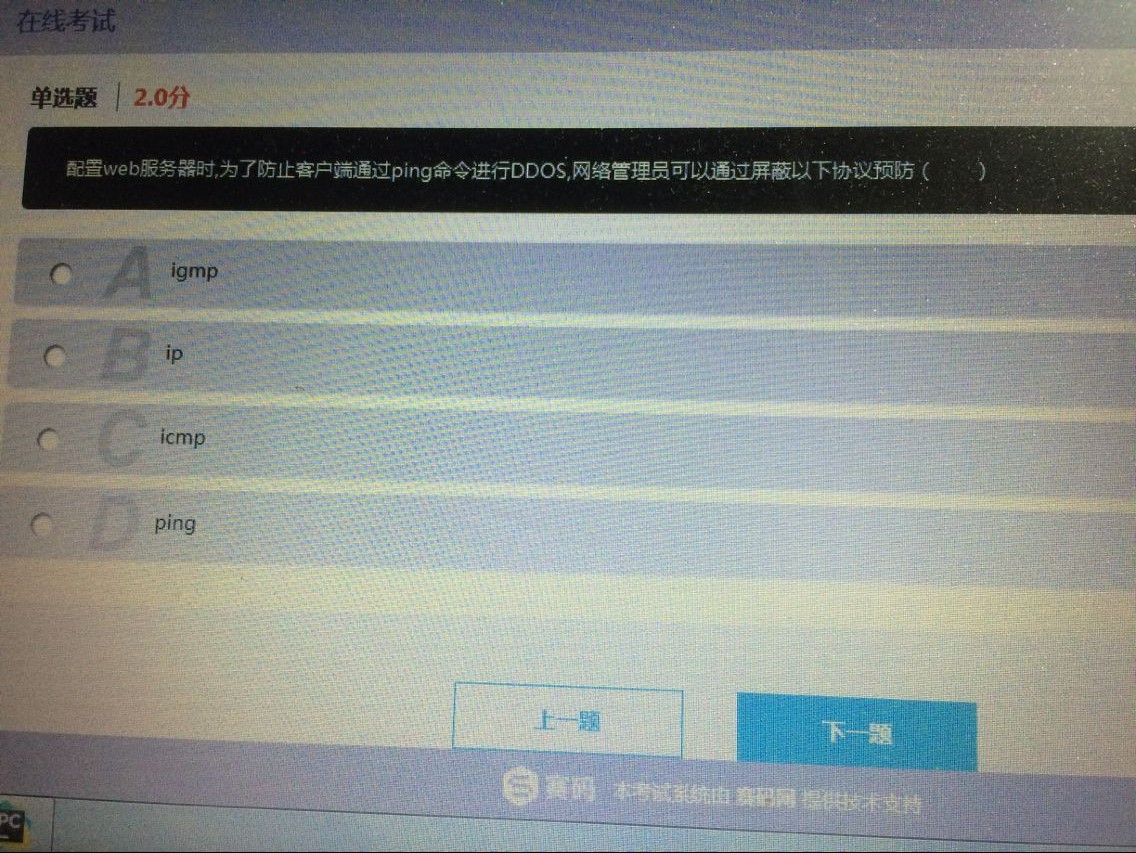 在线考试
单选题 2.0分
配置web服务器时,为了防止客户端通过ping命令进行DDOS,网络管理员可以通过屏蔽以下协议预防（ ）
A igmp
B ip
C icmp
D ping
上一题 下一题
赛码 本考试系统由 赛码网 提供技术支持
PC